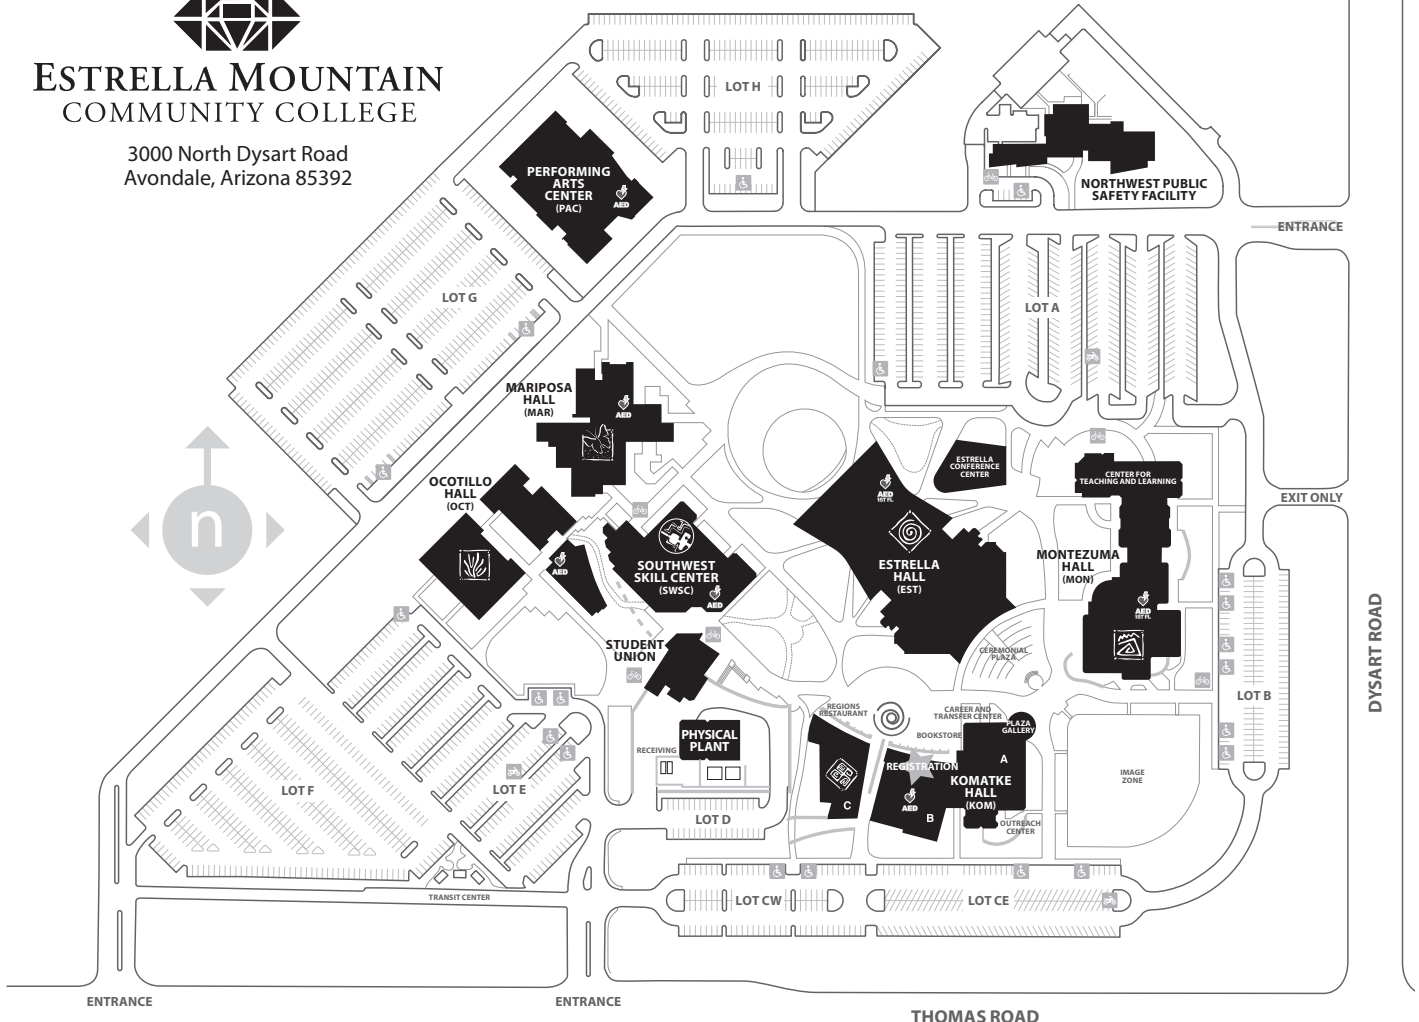 ESTRELLA MOUNTAIN
COMMUNITY COLLEGE
3000 North Dysart Road
Avondale, Arizona 85392
LOT H
PERFORMING
ARTS
CENTER
(PAC)
AED
NORTHWEST PUBLIC
SAFETY FACILITY
ENTRANCE
LOT G
LOT A
MARIPOSA
HALL
(MAR)
AED
OCOTILLO
HALL
(OCT)
AED
n
SOUTHWEST
SKILL CENTER
(SWSC)
AED
ESTRELLA
CONFERENCE
CENTER
AED
1ST FL
ESTRELLA
HALL
(EST)
CENTER FOR
TEACHING AND LEARNING
EXIT ONLY
MONTEZUMA
HALL
(MON)
AED
1ST FL
STUDENT
UNION
CEREMONIAL
PLAZA
DYSART ROAD
LOT B
REGIONS
RESTAURANT
CAREER AND
TRANSFER CENTER
BOOKSTORE
PLAZA
GALLERY
PHYSICAL
PLANT
RECEIVING
REGISTRATION
A
KOMATKE
HALL
(KOM)
AED
B
C
IMAGE
ZONE
OUTREACH
CENTER
LOT F
LOT E
LOT D
TRANSIT CENTER
LOT CW
LOT CE
ENTRANCE
ENTRANCE
THOMAS ROAD